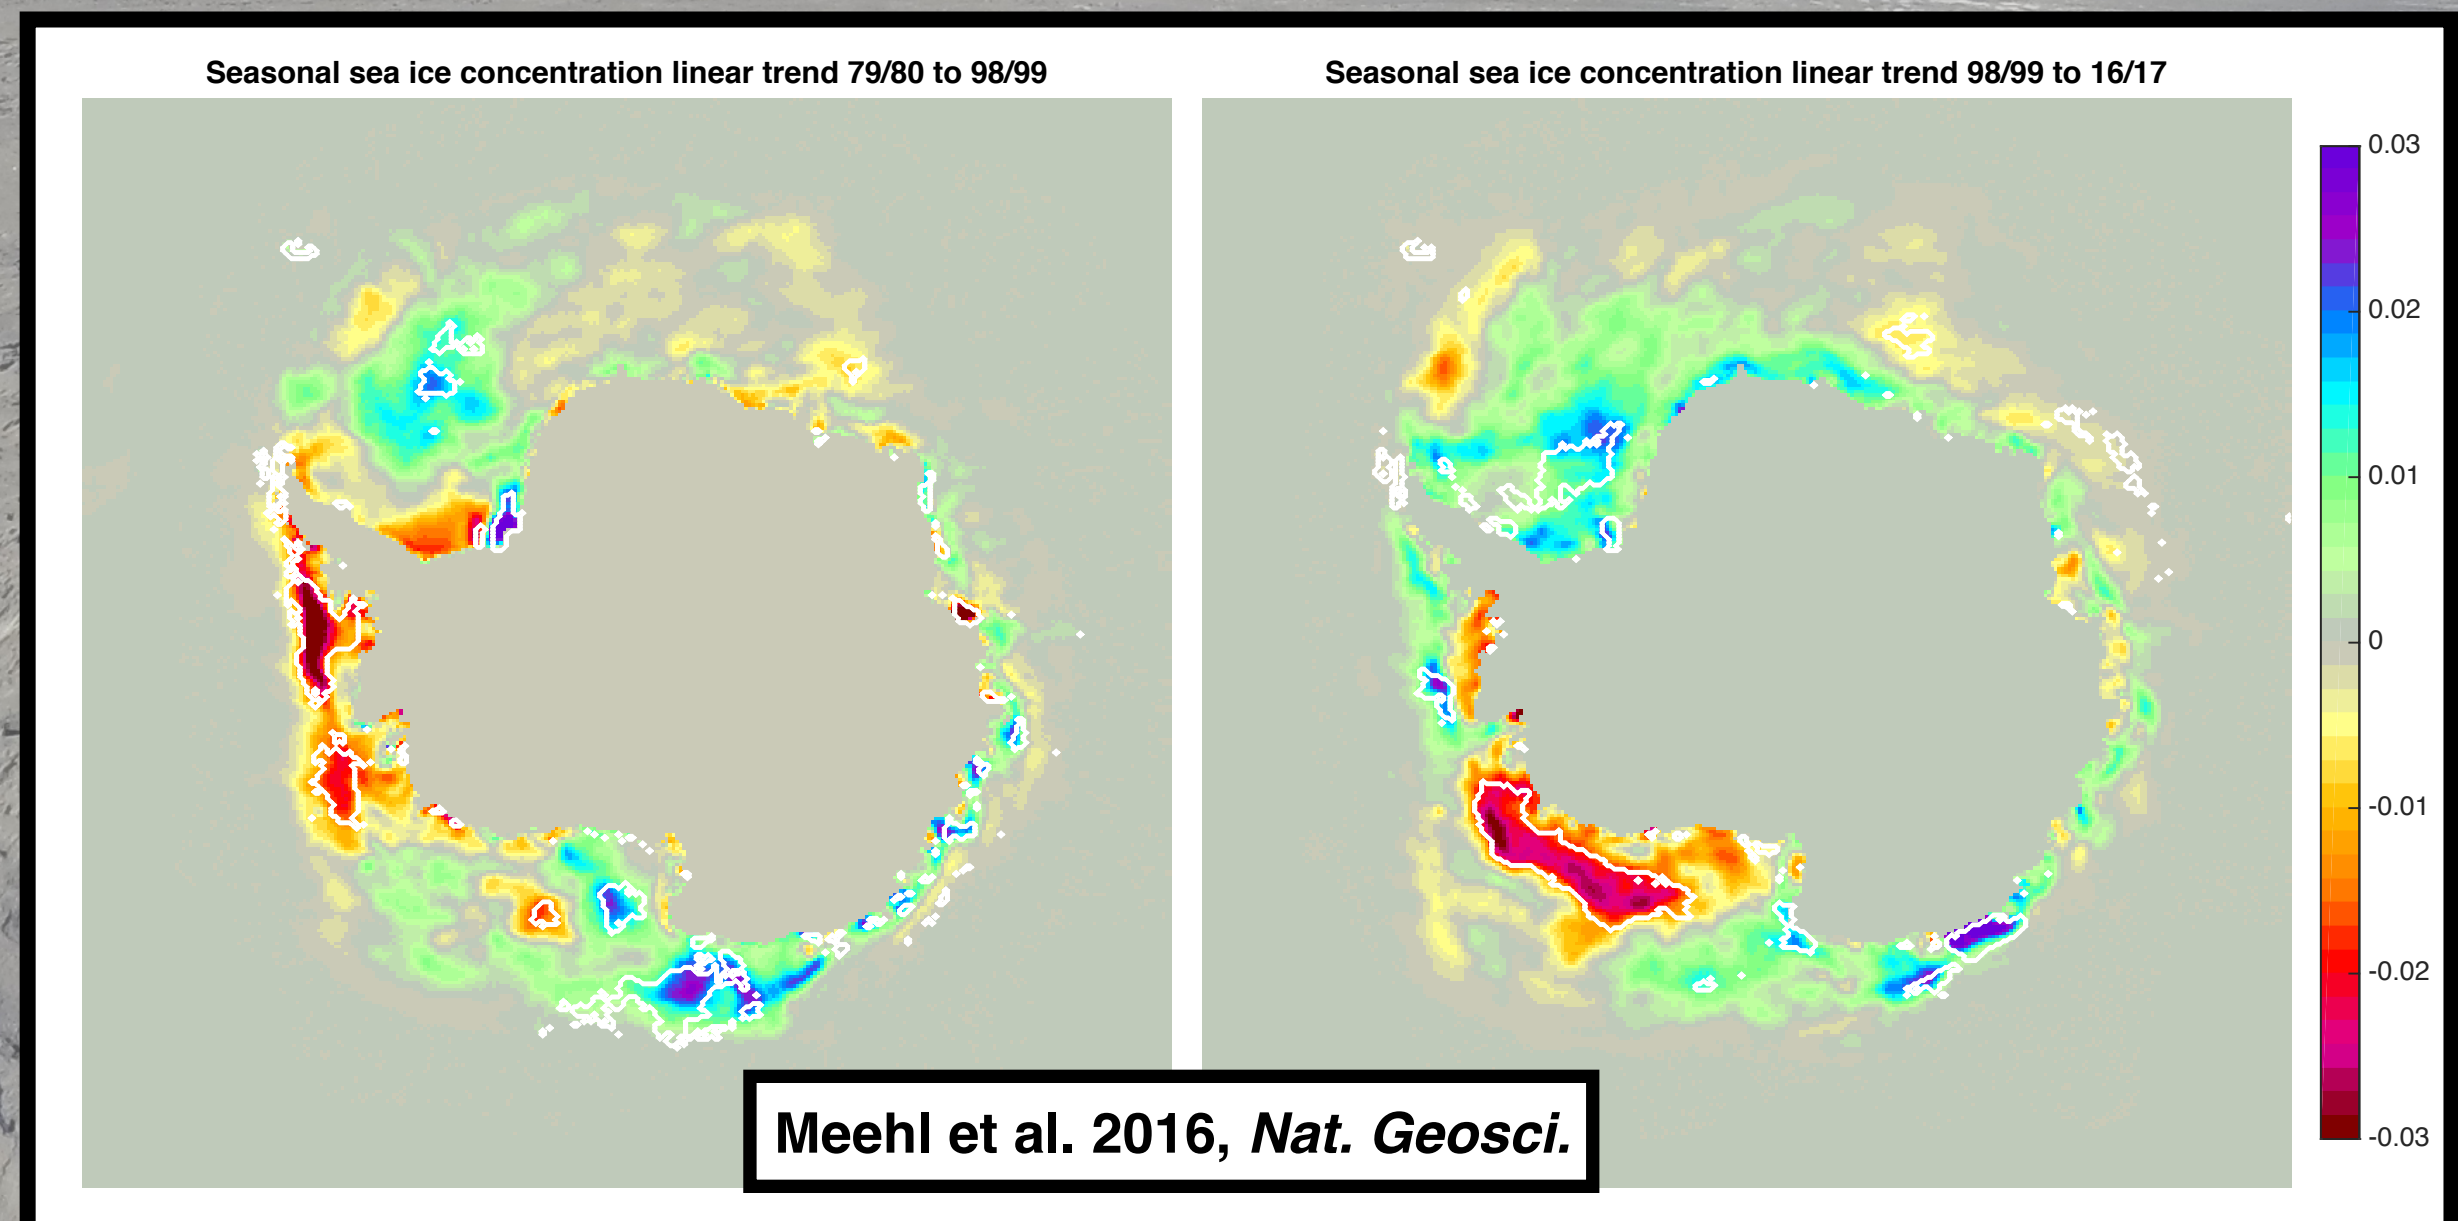 Seasonal sea ice concentration linear trend 79/80 to 98/99
Seasonal sea ice concentration linear trend 98/99 to 16/17
0.03
0.02
0.01
0
-0.01
-0.02
-0.03
Meehl et al. 2016, Nat. Geosci.